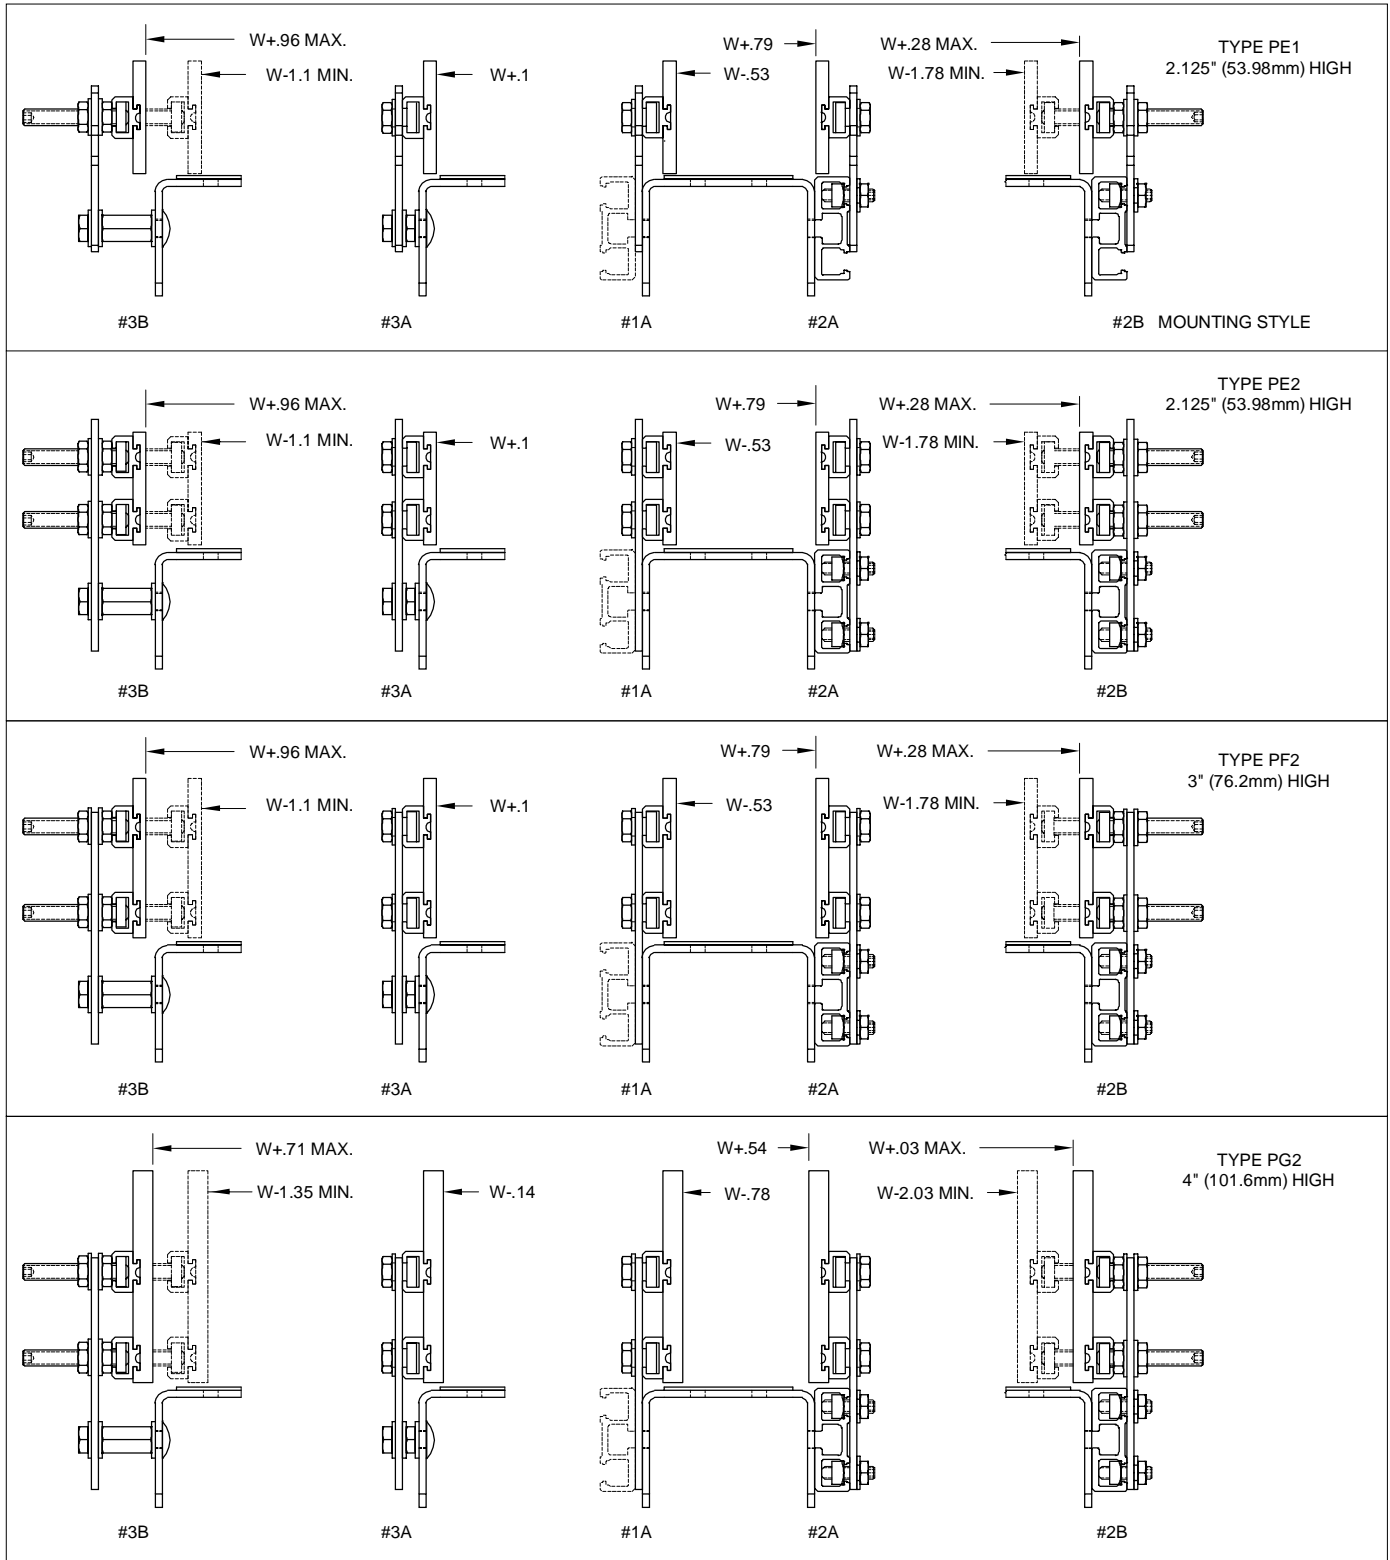 W+.96 MAX.
W-1.1 MIN.
W+.1
W+.79
W-.53
W+.28 MAX.
W-1.78 MIN.
TYPE PE1
2.125" (53.98mm) HIGH
#3B
#3A
#1A
#2A
#2B MOUNTING STYLE
W+.96 MAX.
W-1.1 MIN.
W+.1
W+.79
W-.53
W+.28 MAX.
W-1.78 MIN.
TYPE PE2
2.125" (53.98mm) HIGH
#3B
#3A
#1A
#2A
#2B
W+.96 MAX.
W-1.1 MIN.
W+.1
W+.79
W-.53
W+.28 MAX.
W-1.78 MIN.
TYPE PF2
3" (76.2mm) HIGH
#3B
#3A
#1A
#2A
#2B
W+.71 MAX.
W-1.35 MIN.
W-.14
W+.54
W-.78
W+.03 MAX.
W-2.03 MIN.
TYPE PG2
4" (101.6mm) HIGH
#3B
#3A
#1A
#2A
#2B